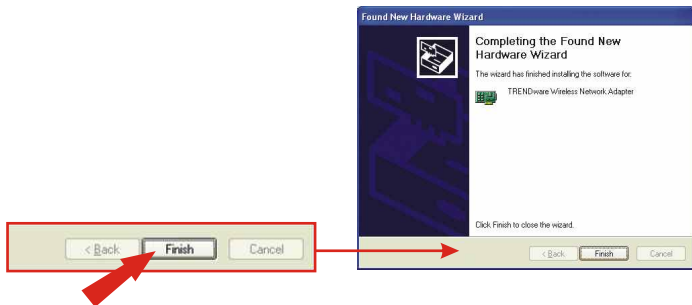 Found New Hardware Wizard
Completing the Found New
Hardware Wizard
The wizard has finished installing the software for:
TRENDware Wireless Network Adapter
Click Finish to close the wizard.
< Back Finish Cancel
< Back Finish Cancel